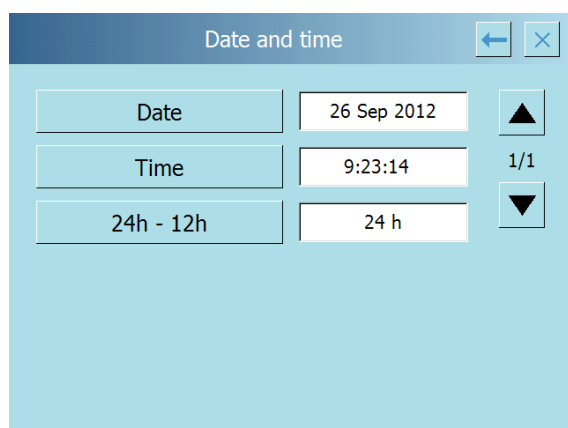 Date and time
Date 26 Sep 2012
Time 9:23:14 1/1
24h - 12h 24 h